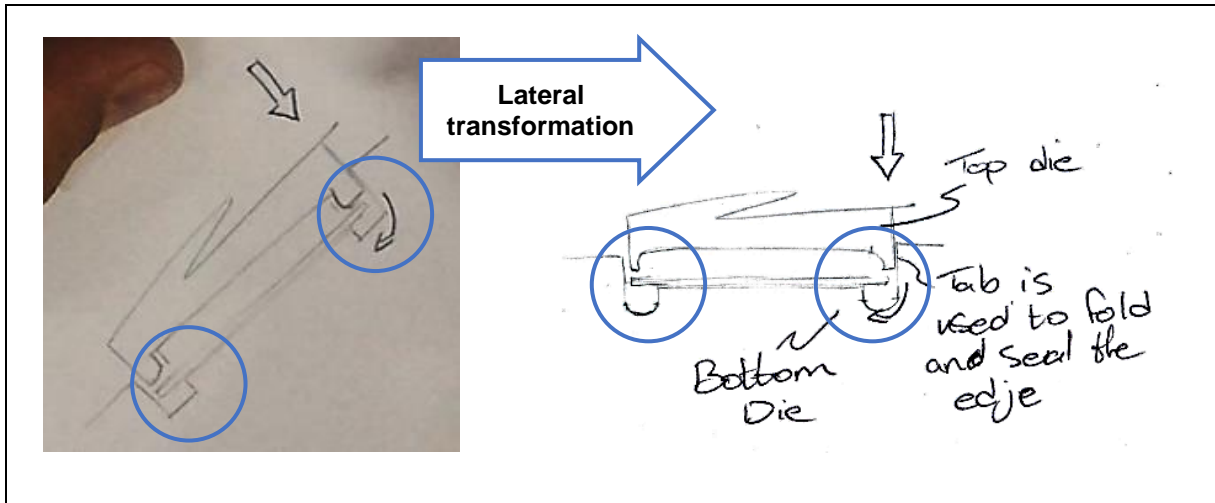 Lateral
transformation
Top die
Tab is
used to fold
and seal the
edje
Bottom
Die